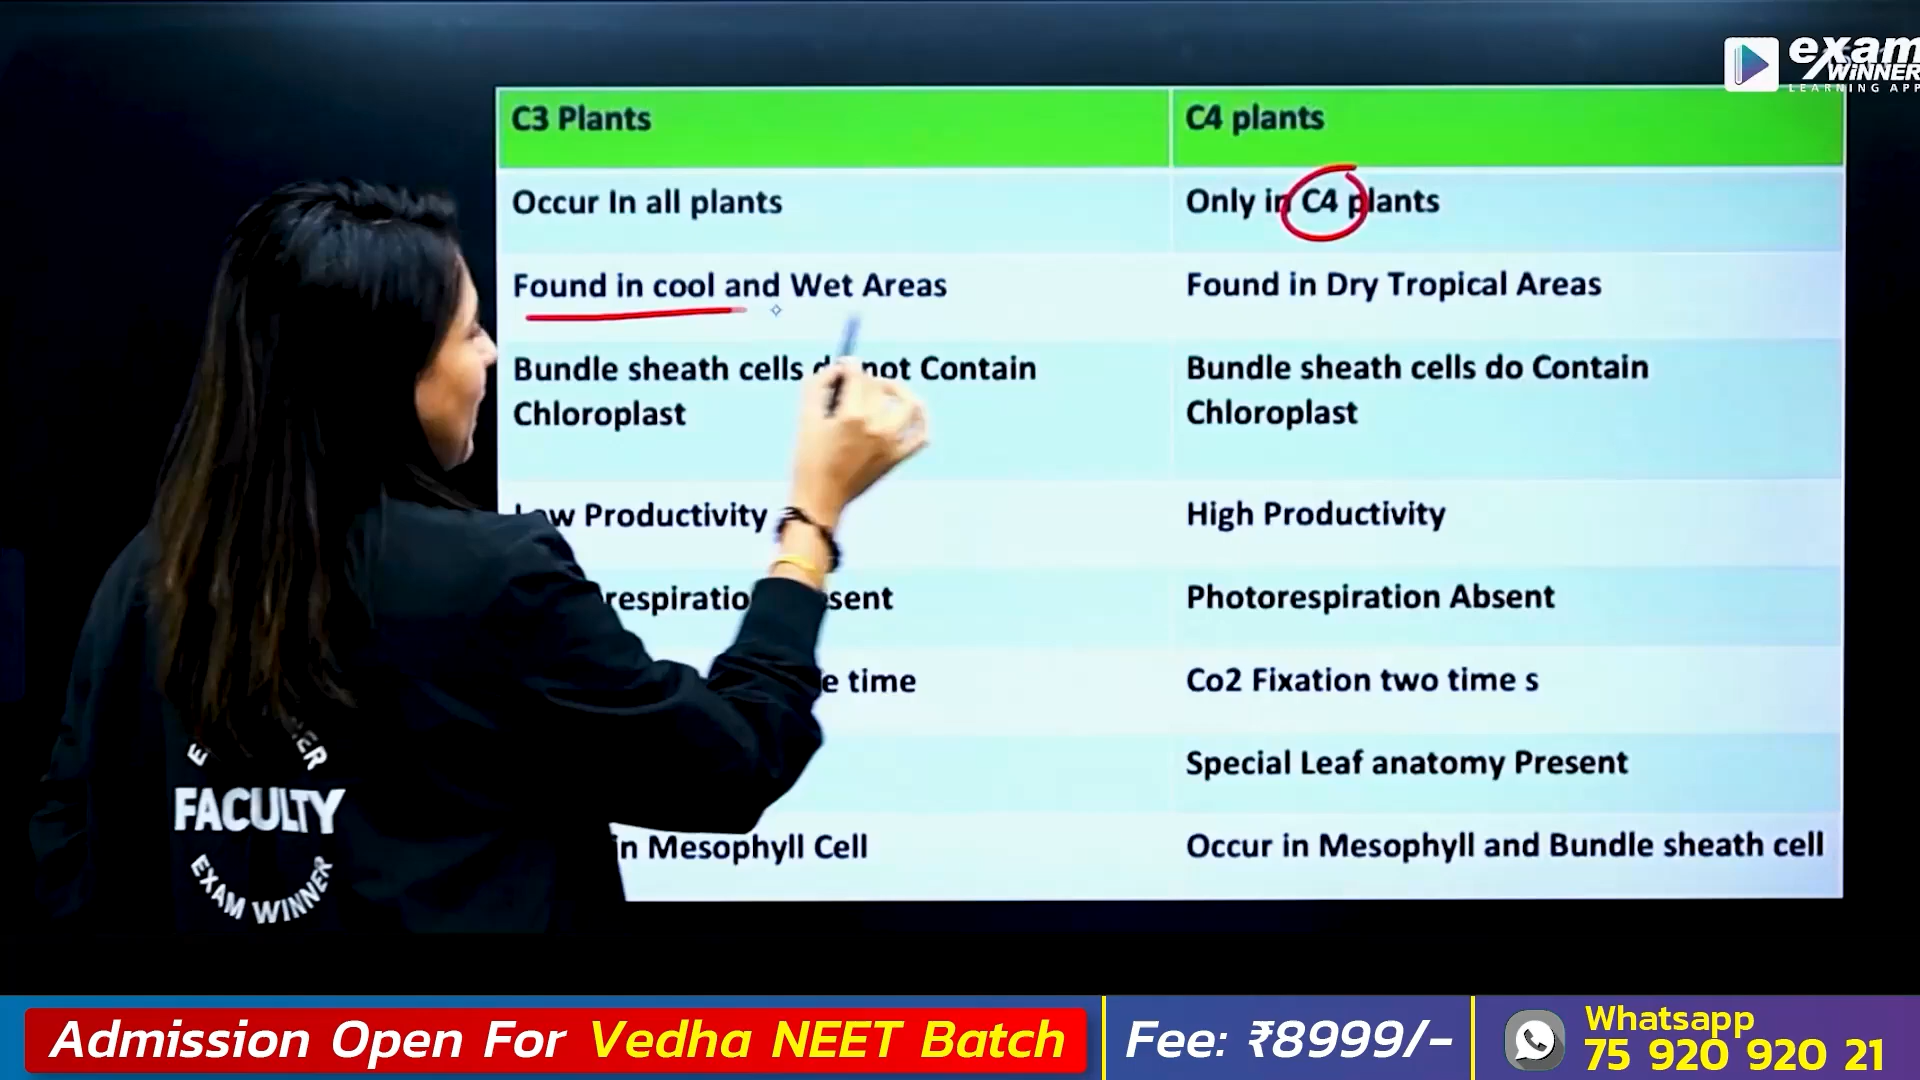 exam
WiNNER
LEARNING APP
C3 Plants
C4 plants
Occur In all plants
Only in C4 plants
Found in cool and Wet Areas
Found in Dry Tropical Areas
Bundle sheath cells not Contain
Chloroplast
Bundle sheath cells do Contain
Chloroplast
Productivity
High Productivity
Photorespiration Absent
time
Co2 Fixation two time s
Special Leaf anatomy Present
in Mesophyll Cell
Occur in Mesophyll and Bundle sheath cell
FACULTY
EXAM WINNER
Admission Open For Vedha NEET Batch
Fee: ₹8999/-
Whatsapp
75 920 920 21